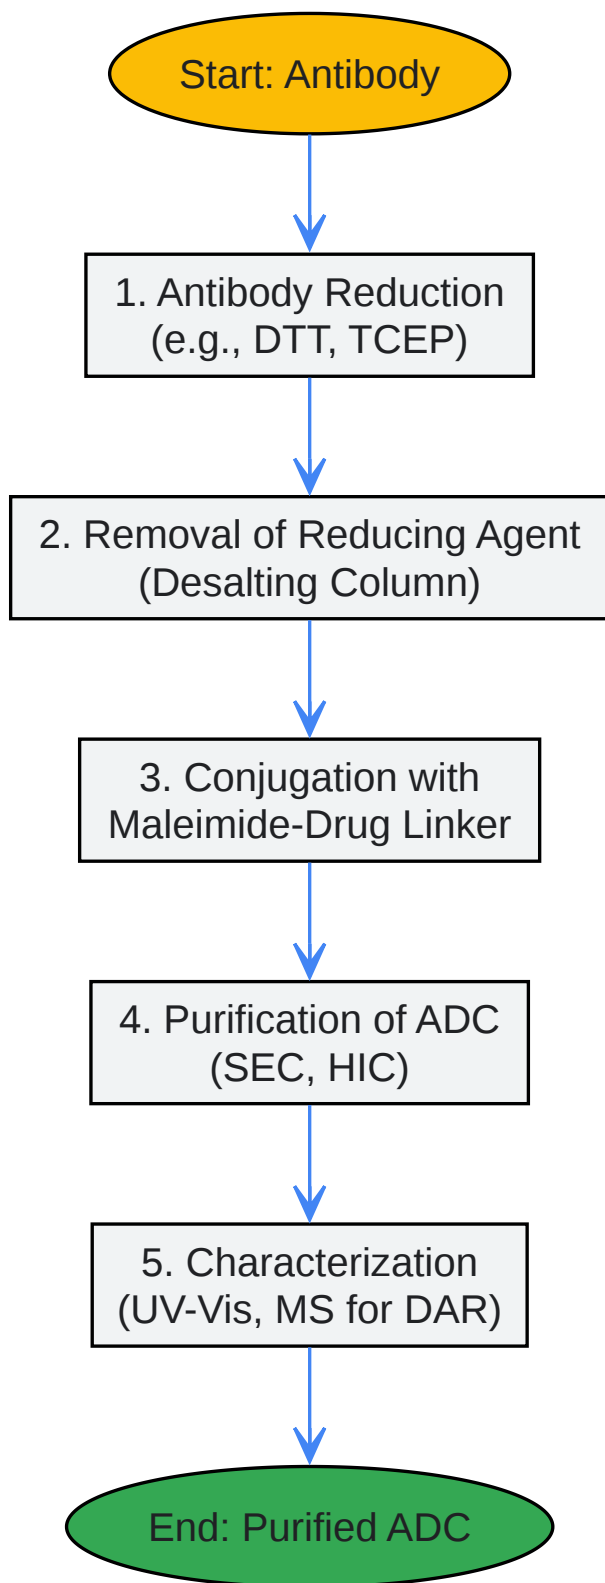 Start: Antibody
1. Antibody Reduction
(e.g., DTT, TCEP)
2. Removal of Reducing Agent
(Desalting Column)
3. Conjugation with
Maleimide-Drug Linker
4. Purification of ADC
(SEC, HIC)
5. Characterization
(UV-Vis, MS for DAR)
End: Purified ADC